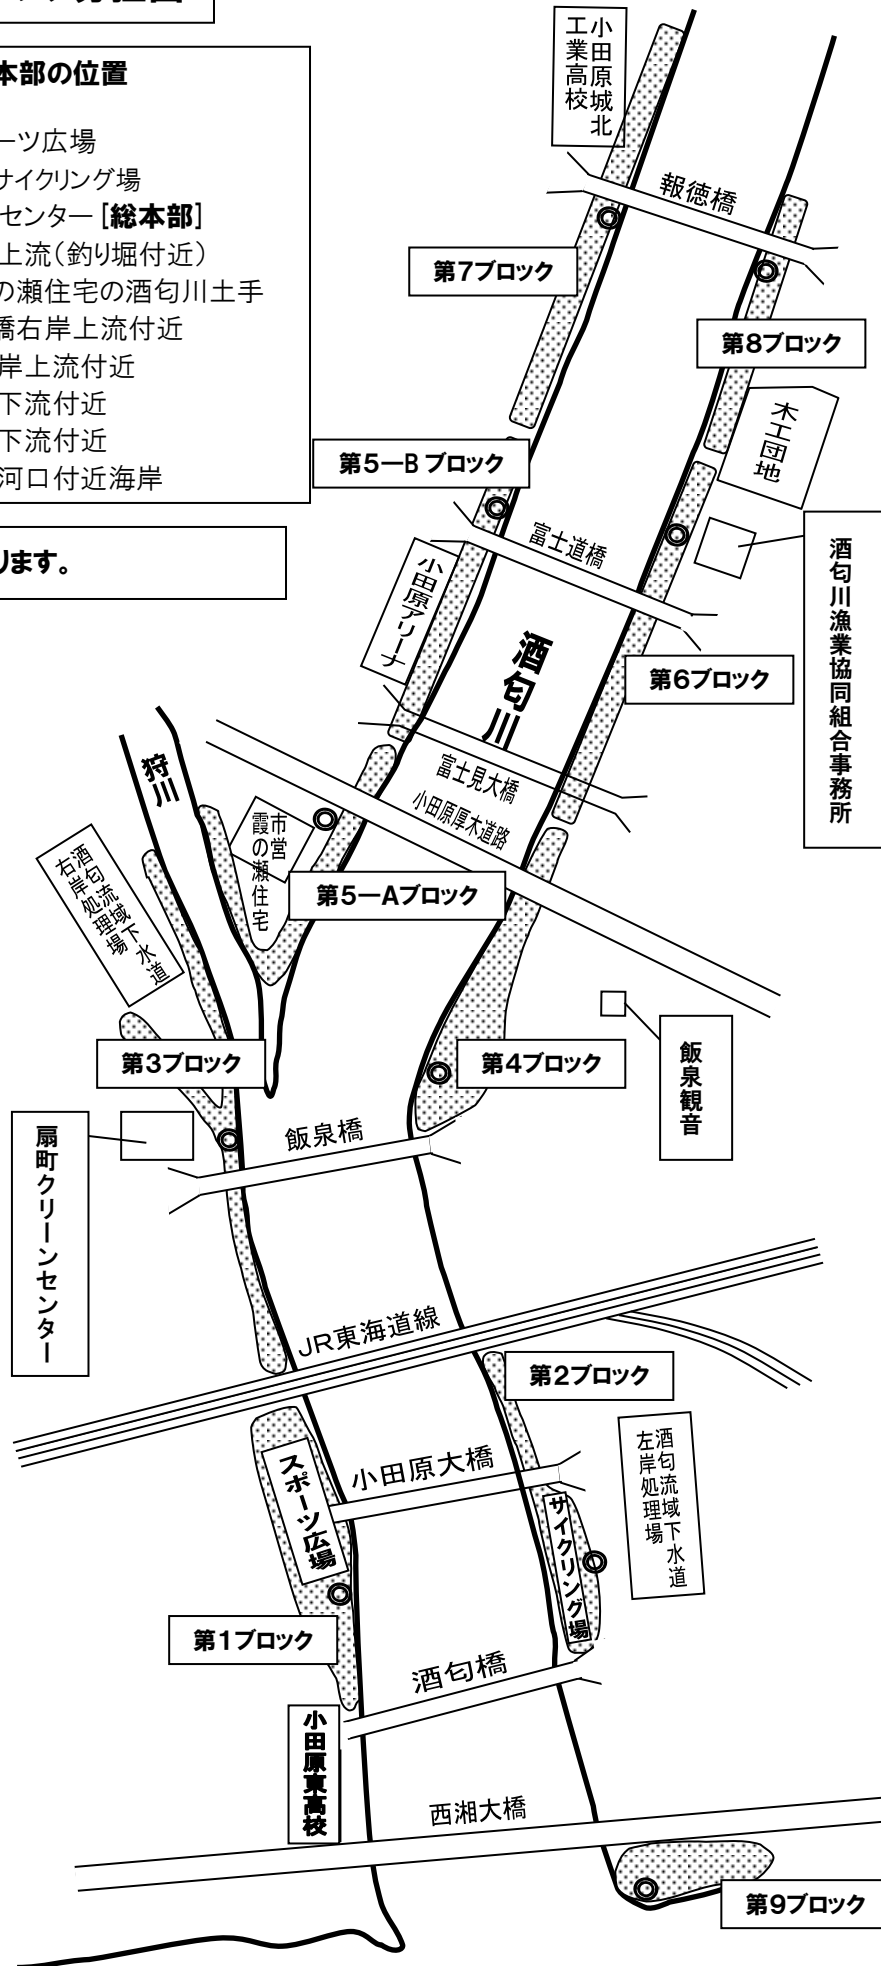 本部の位置
ーツ広場
サイクリング場
センター [総本部]
上流(釣り堀付近)
の瀬住宅の酒匂川土手
橋右岸上流付近
岸上流付近
下流付近
下流付近
河口付近海岸
ります。
小田原城北
工業高校
報徳橋
第7ブロック
第8ブロック
木工団地
第5—B ブロック
富士道橋
小田原アリーナ
酒匂川漁業協同組合事務所
酒匂川
第6ブロック
狩川
富士見大橋
小田原厚木道路
市営
霞の瀬住宅
酒匂流域下水道
右岸処理場
第5—Aブロック
第3ブロック
第4ブロック
飯泉観音
飯泉橋
扇町クリーンセンター
JR東海道線
第2ブロック
スポーツ広場
小田原大橋
サイクリング場
酒匂流域下水道
左岸処理場
第1ブロック
酒匂橋
小田原東高校
西湘大橋
第9ブロック